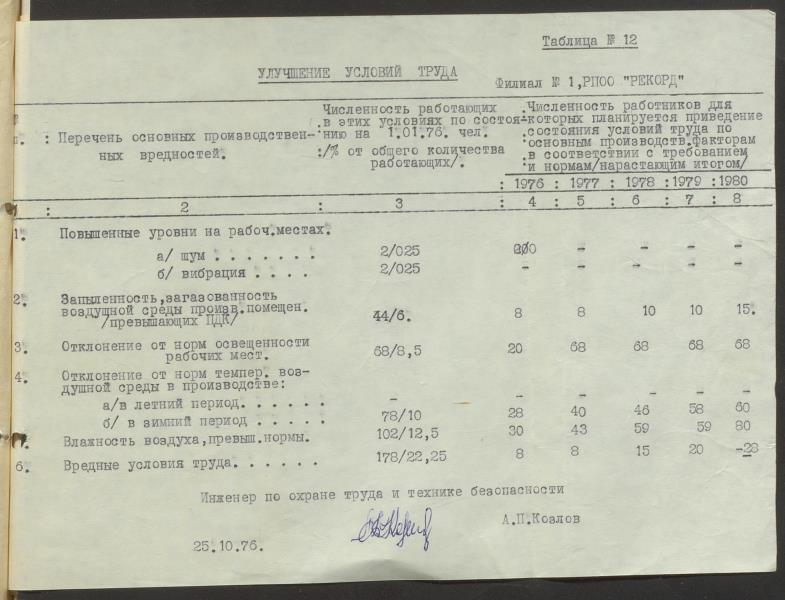 Таблица № 12
УЛУЧШЕНИЕ УСЛОВИЙ ТРУДА
Филиал № 1,РПОО "РЕКОРД"
п. : Перечень основных производствен-
ных вредностей.
Численность работающих
в этих условиях по состоя-
нию на 1.01.76. чел.
:/% от общего количества
работающих/.
Численность работников для
которых планируется приведение
состояния условий труда по
основным производств.факторам
в соответствии с требованием
и нормам/нарастающим итогом/
: 1976 : 1977 : 1978 :1979 :1980
: 2 : 3 : 4 : 5 : 6 : 7 : 8
1. Повышенные уровни на рабоч.местах.
а/ шум . . . . . . . 2/025 - - - -
б/ вибрация . . . . 2/025 - - - - -
2. Запыленность,загазованность
воздушной среды произв.помещен.
/превышающих ПДК/ 44/6. 8 8 10 10 15.
3. Отклонение от норм освещенности
рабочих мест. 68/8,5 20 68 68 68 68
4. Отклонение от норм темпер. воз-
душной среды в производстве:
а/в летний период. . . . . . - - - - - -
б/ в зимний период . . . . . 78/10 28 40 46 58 60
Влажность воздуха,превыш.нормы. 102/12,5 30 43 59 59 80
6. Вредные условия труда. . . . . . 178/22,25 8 8 15 20 -28
Инженер по охране труда и технике безопасности
А.П.Козлов
25.10.76.